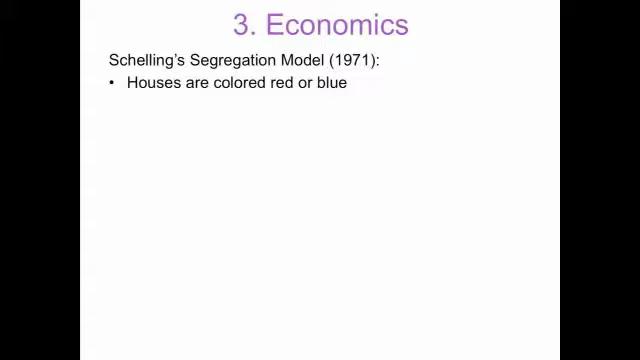 3. Economics
Schelling's Segregation Model (1971):
• Houses are colored red or blue